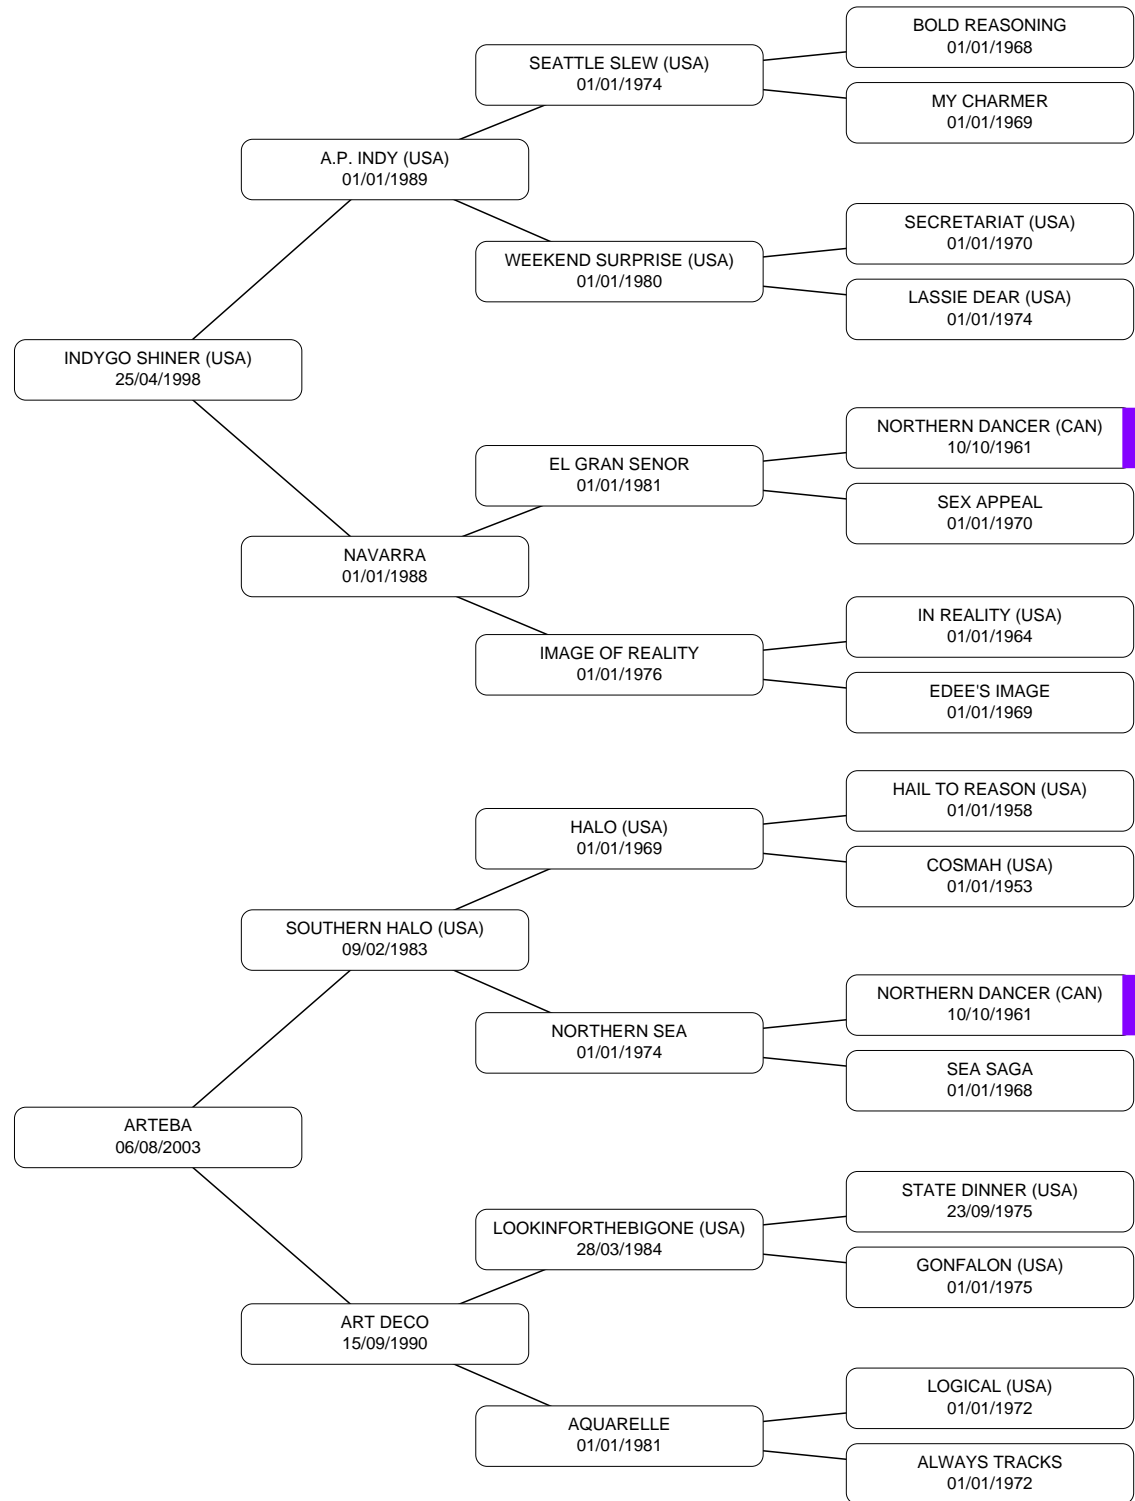 BOLD REASONING
01/01/1968
SEATTLE SLEW (USA)
01/01/1974
MY CHARMER
01/01/1969
A.P. INDY (USA)
01/01/1989
SECRETARIAT (USA)
01/01/1970
WEEKEND SURPRISE (USA)
01/01/1980
LASSIE DEAR (USA)
01/01/1974
INDYGO SHINER (USA)
25/04/1998
NORTHERN DANCER (CAN)
10/10/1961
EL GRAN SENOR
01/01/1981
SEX APPEAL
01/01/1970
NAVARRA
01/01/1988
IN REALITY (USA)
01/01/1964
IMAGE OF REALITY
01/01/1976
EDEE'S IMAGE
01/01/1969
HAIL TO REASON (USA)
01/01/1958
HALO (USA)
01/01/1969
COSMAH (USA)
01/01/1953
SOUTHERN HALO (USA)
09/02/1983
NORTHERN DANCER (CAN)
10/10/1961
NORTHERN SEA
01/01/1974
SEA SAGA
01/01/1968
ARTEBA
06/08/2003
STATE DINNER (USA)
23/09/1975
LOOKINFORTHEBIGONE (USA)
28/03/1984
GONFALON (USA)
01/01/1975
ART DECO
15/09/1990
LOGICAL (USA)
01/01/1972
AQUARELLE
01/01/1981
ALWAYS TRACKS
01/01/1972